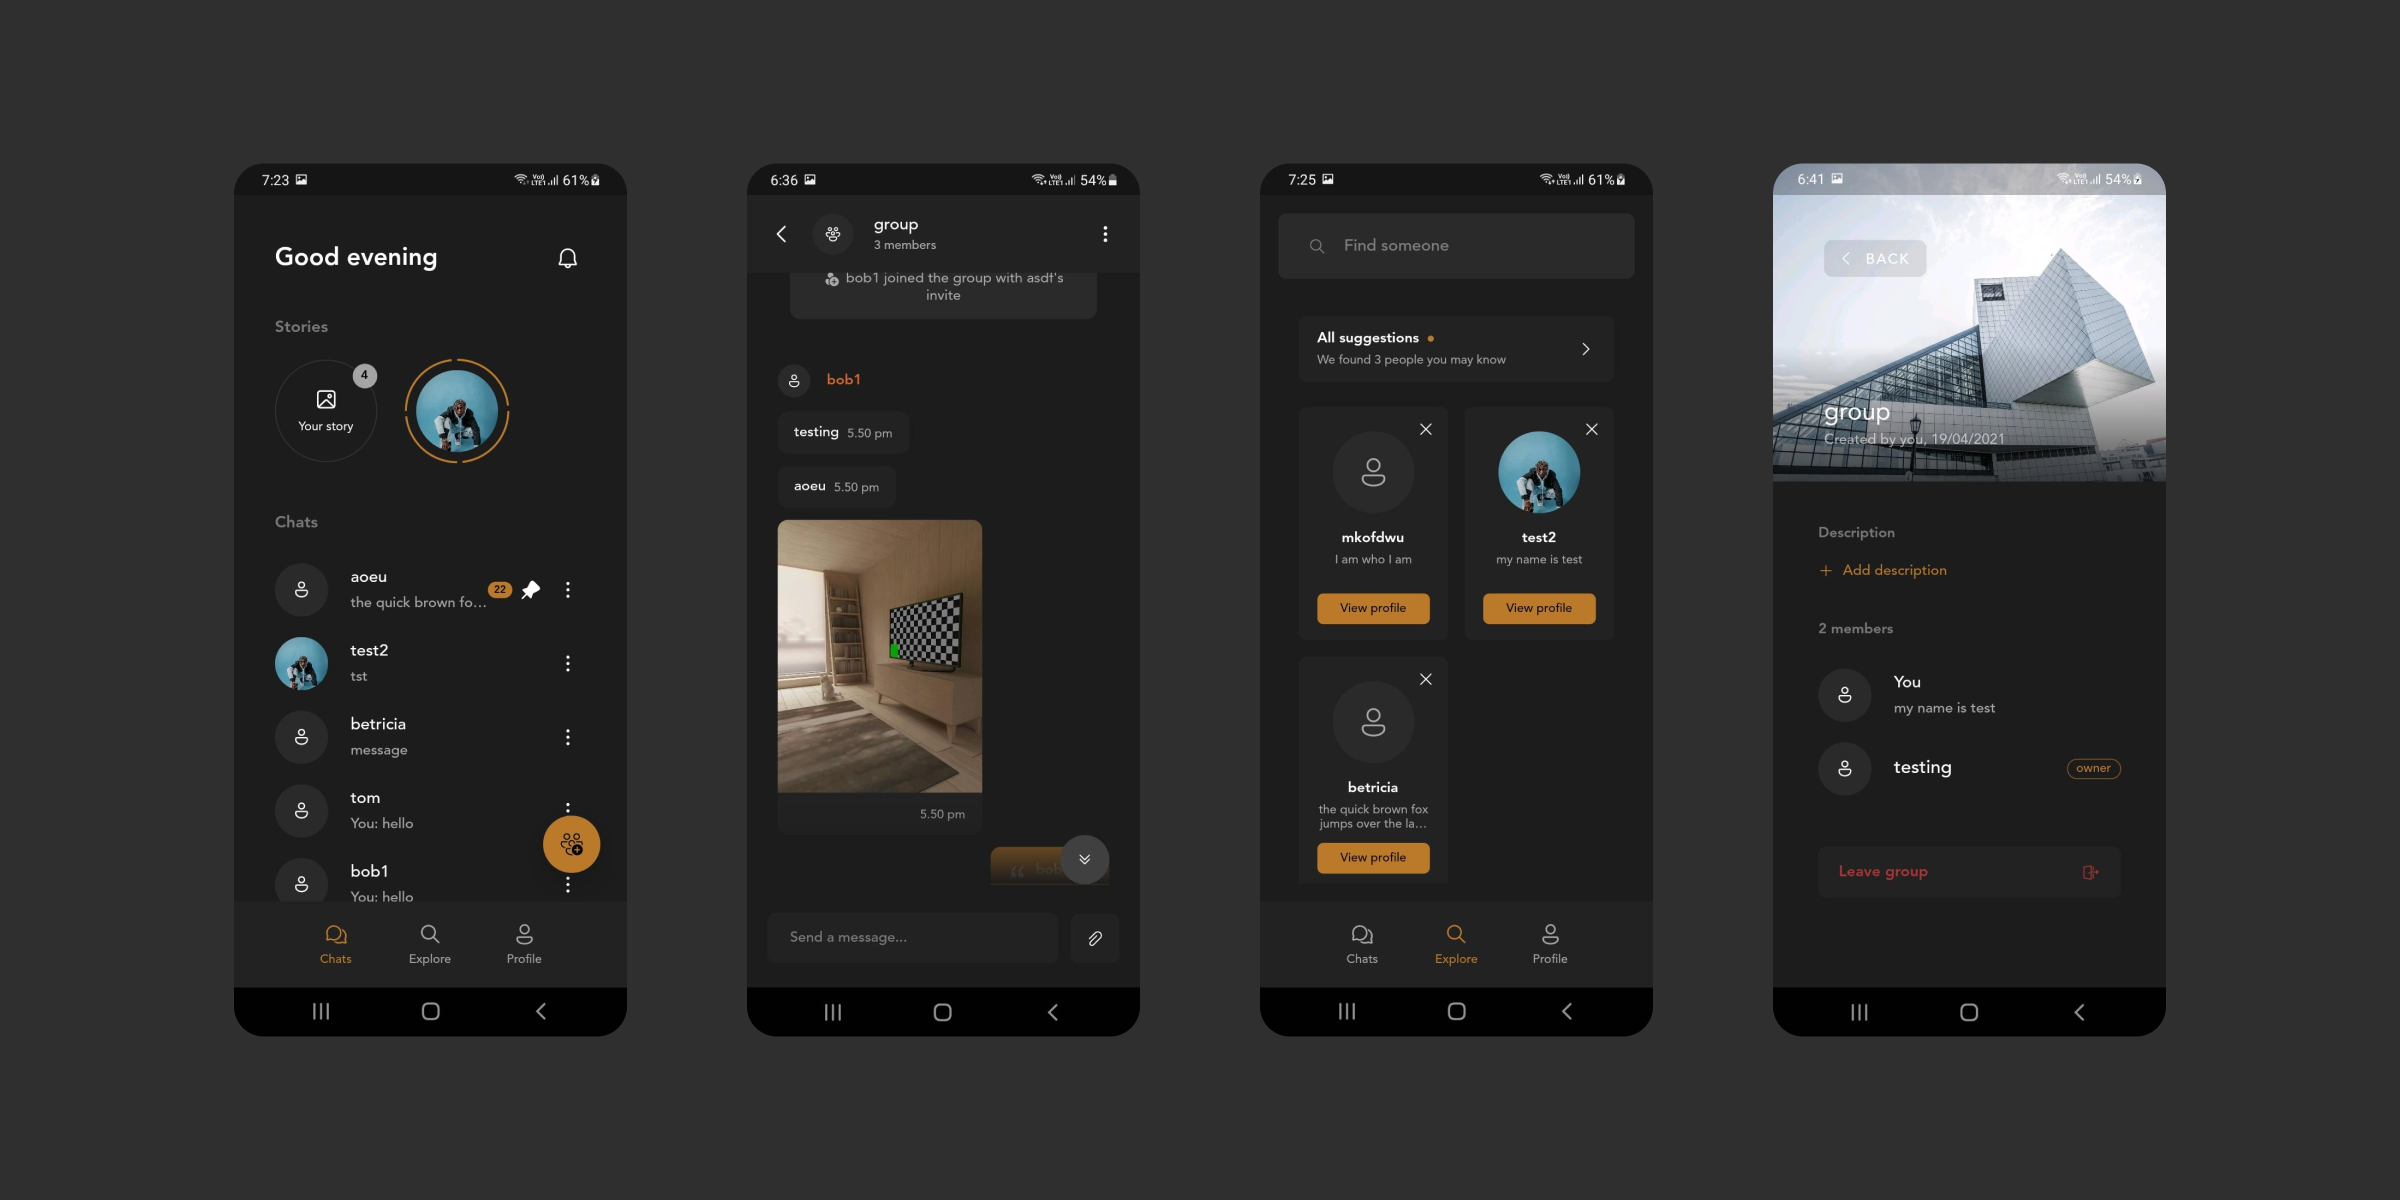 7:23
61%
Good evening
Stories
4
Your story
Chats
aoeu
the quick brown fo...
22
test2
tst
betricia
message
tom
You: hello
bob1
You: hello
Chats
Explore
Profile
6:36
54%
group
3 members
bob1 joined the group with asdf's
invite
bob1
testing 5.50 pm
aoeu 5.50 pm
5.50 pm
bob
Send a message...
7:25
61%
Find someone
All suggestions
We found 3 people you may know
mkofdwu
I am who I am
View profile
test2
my name is test
View profile
betricia
the quick brown fox
jumps over the la...
View profile
Chats
Explore
Profile
6:41
54%
BACK
group
Created by you, 19/04/2021
Description
+ Add description
2 members
You
my name is test
testing
owner
Leave group